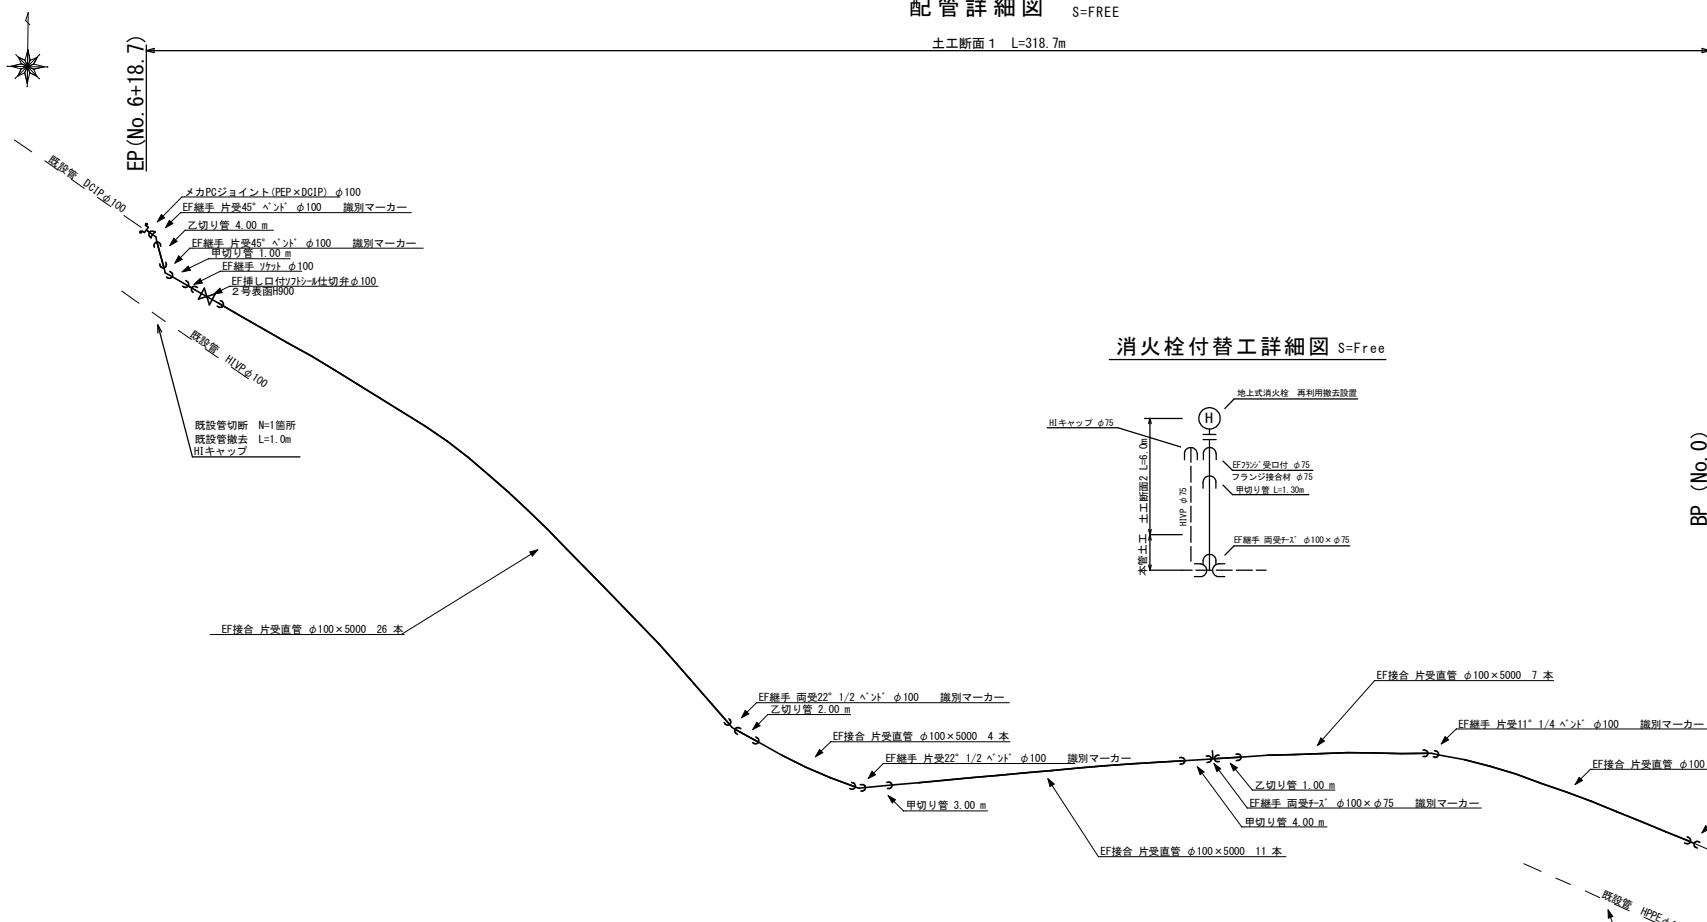 配管詳細図 S=FREE
土工断面１ L=318.7m
EP(No.6+18.7)
既設管 DCIPφ100
メカPCジョイント(PEP×DCIP) φ100
EF継手 片受45°ベンド φ100 識別マーカー
乙切り管 4.00 m
EF継手 片受45°ベンド φ100 識別マーカー
甲切り管 1.00 m
EF継手 ソケット φ100
EF挿し口付ソフトシール仕切弁φ100
２号表函H900
既設管 HIVPφ100
既設管切断 N=1箇所
既設管撤去 L=1.0m
HIキャップ
消火栓付替工詳細図 S=Free
地上式消火栓 再利用撤去設置
H
HIキャップ φ75
EFフランジ受口付 φ75
フランジ接合材 φ75
甲切り管 L=1.30m
土工断面2 L=6.0m
HIVP φ75
本管土工
EF継手 両受チーズ φ100×φ75
BP (No.0)
EF接合 片受直管 φ100×5000 26 本
EF継手 両受22°1/2 ベンド φ100 識別マーカー
乙切り管 2.00 m
EF接合 片受直管 φ100×5000 4 本
EF継手 片受22°1/2 ベンド φ100 識別マーカー
甲切り管 3.00 m
EF接合 片受直管 φ100×5000 7 本
EF継手 片受11°1/4 ベンド φ100 識別マーカー
EF接合 片受直管 φ100
乙切り管 1.00 m
EF継手 両受チーズ φ100×φ75 識別マーカー
甲切り管 4.00 m
EF接合 片受直管 φ100×5000 11 本
既設管 HPPE